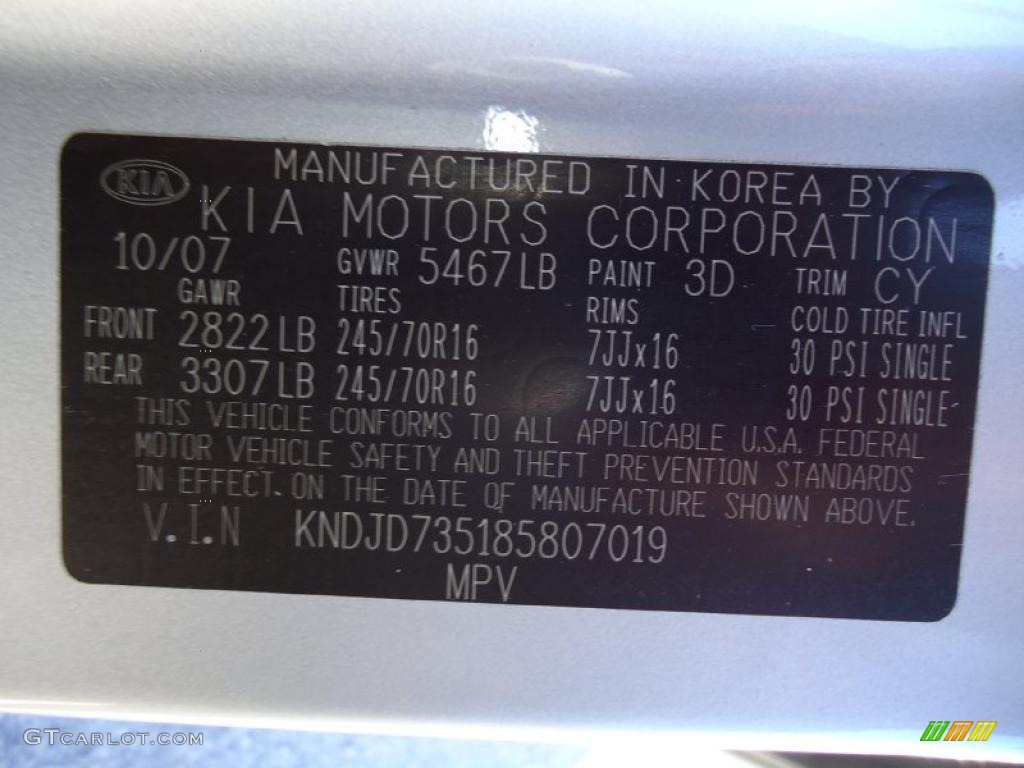 KIA
MANUFACTURED IN KOREA BY
KIA MOTORS CORPORATION
10/07 GVWR 5467LB PAINT 3D TRIM CY
GAWR TIRES RIMS COLD TIRE INFL
FRONT 2822LB 245/70R16 7JJx16 30 PSI SINGLE
REAR 3307LB 245/70R16 7JJx16 30 PSI SINGLE
THIS VEHICLE CONFORMS TO ALL APPLICABLE U.S.A. FEDERAL
MOTOR VEHICLE SAFETY AND THEFT PREVENTION STANDARDS
IN EFFECT ON THE DATE OF MANUFACTURE SHOWN ABOVE.
V.I.N KNDJD735185807019
MPV
GTCARLOT.COM